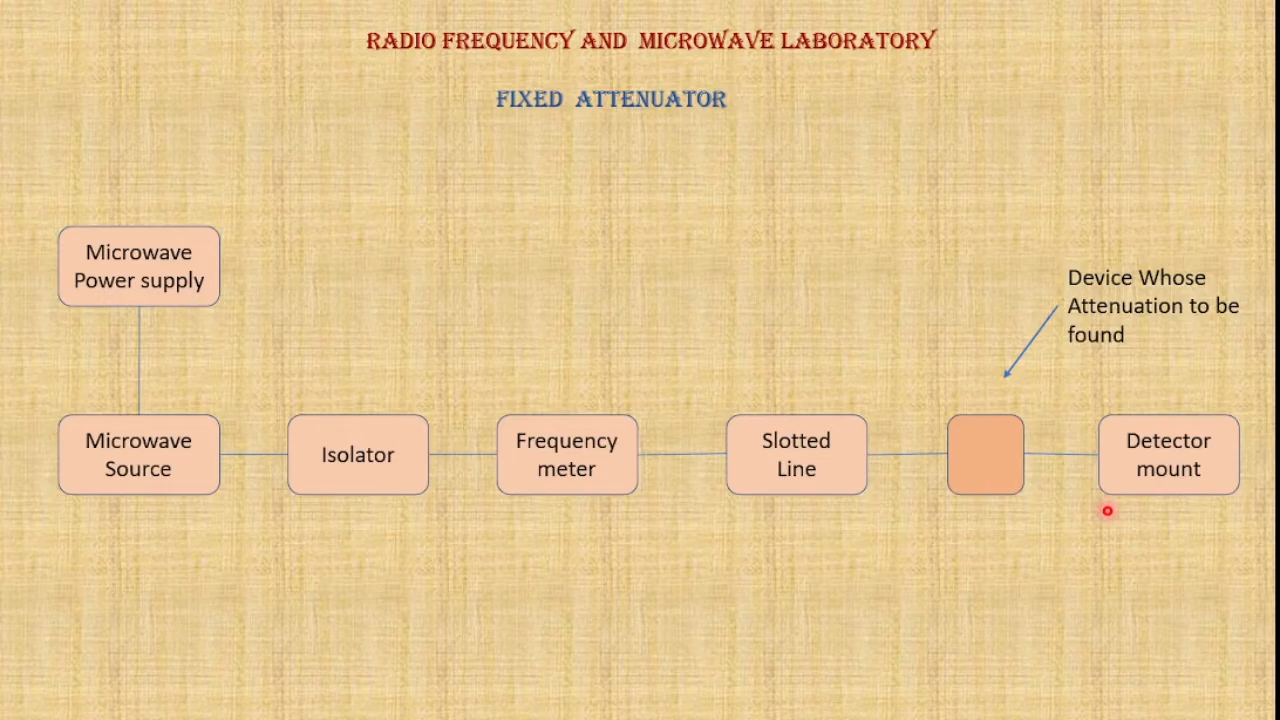 RADIO FREQUENCY AND MICROWAVE LABORATORY
FIXED ATTENUATOR
Microwave
Power supply
Device Whose
Attenuation to be
found
Microwave
Source
Isolator
Frequency
meter
Slotted
Line
Detector
mount